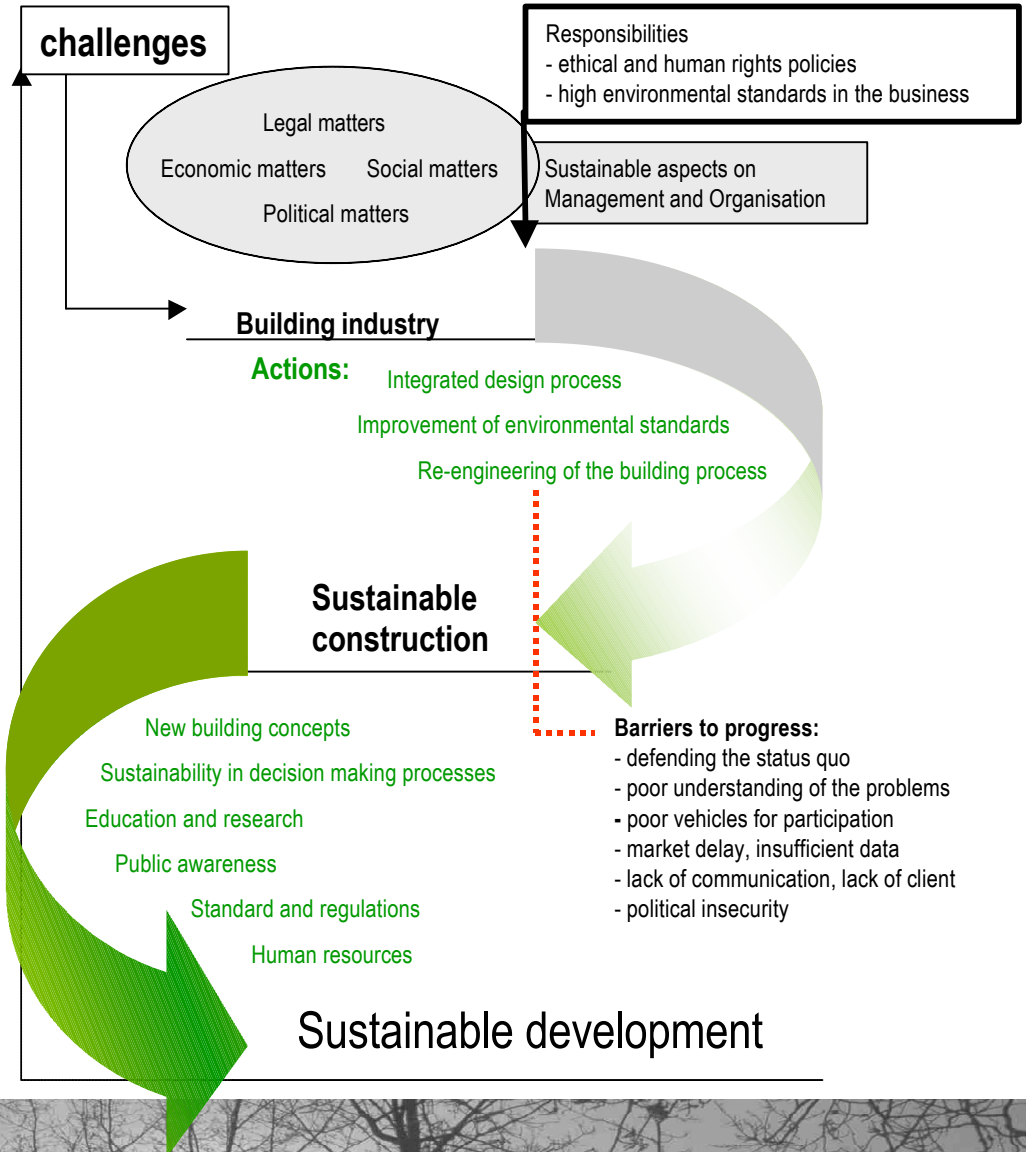 challenges
Responsibilities
- ethical and human rights policies
- high environmental standards in the business
Legal matters
Economic matters Social matters
Political matters
Sustainable aspects on
Management and Organisation
Building industry
Actions:
Integrated design process
Improvement of environmental standards
Re-engineering of the building process
Sustainable
construction
New building concepts
Sustainability in decision making processes
Education and research
Public awareness
Standard and regulations
Human resources
Barriers to progress:
- defending the status quo
- poor understanding of the problems
- poor vehicles for participation
- market delay, insufficient data
- lack of communication, lack of client
- political insecurity
Sustainable development